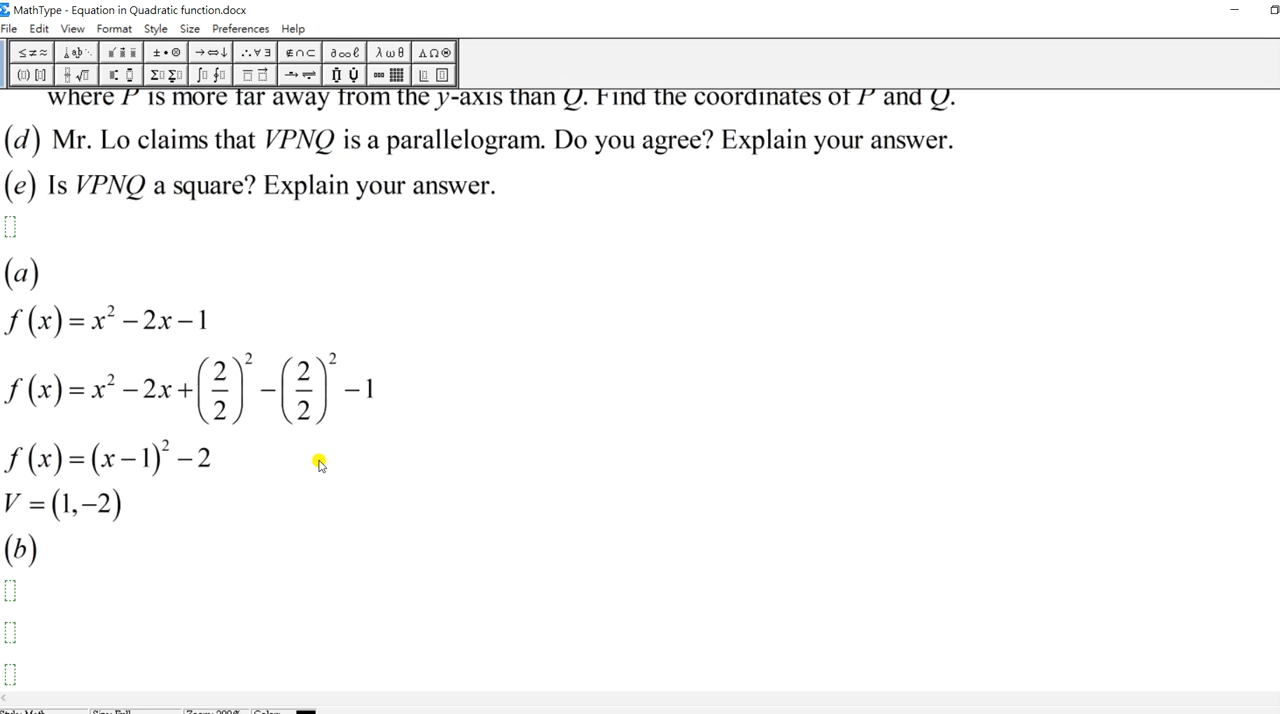 MathType - Equation in Quadratic function.docx
File Edit View Format Style Size Preferences Help
where P is more far away from the y-axis than Q. Find the coordinates of P and Q.
(d) Mr. Lo claims that VPNQ is a parallelogram. Do you agree? Explain your answer.
(e) Is VPNQ a square? Explain your answer.
(a)
f(x) = x² − 2x − 1
f(x) = x² − 2x + (2/2)² − (2/2)² − 1
f(x) = (x − 1)² − 2
V = (1, −2)
(b)